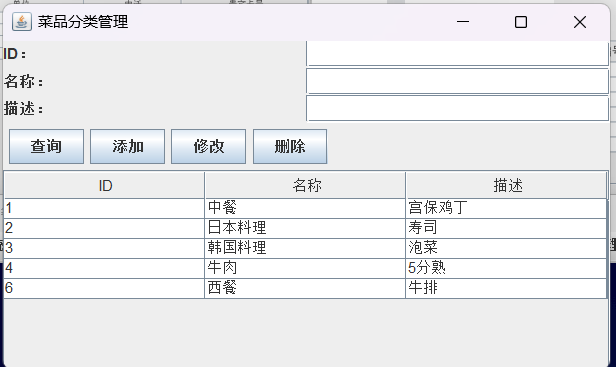 菜品分类管理
ID：
名称：
描述：
查询 添加 修改 删除
ID 名称 描述
1 中餐 宫保鸡丁
2 日本料理 寿司
3 韩国料理 泡菜
4 牛肉 5分熟
6 西餐 牛排